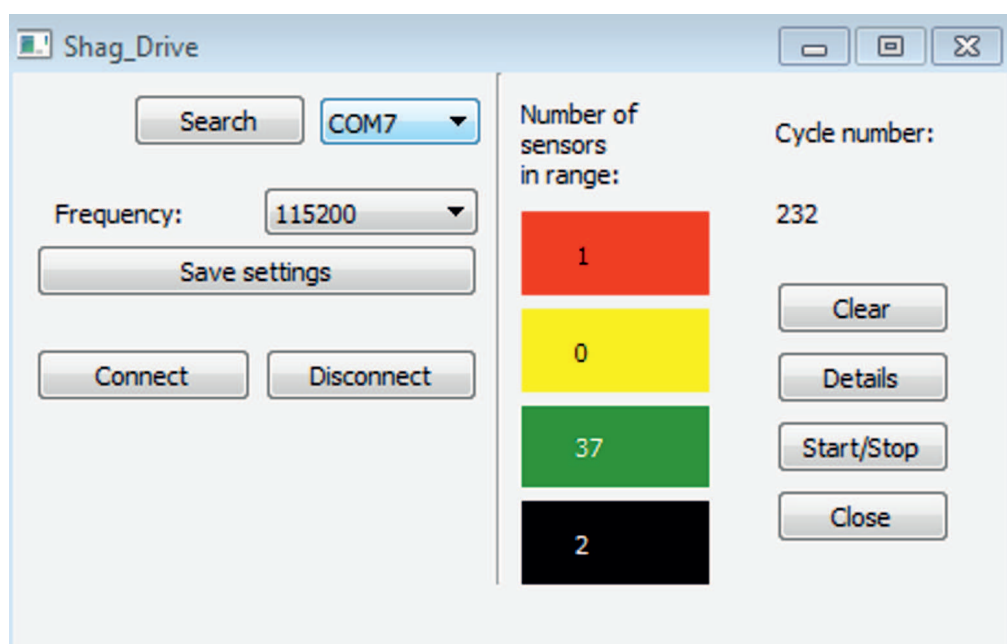 Shag_Drive
Search
COM7
Frequency:
115200
Save settings
Connect
Disconnect
Number of
sensors
in range:
1
0
37
2
Cycle number:
232
Clear
Details
Start/Stop
Close